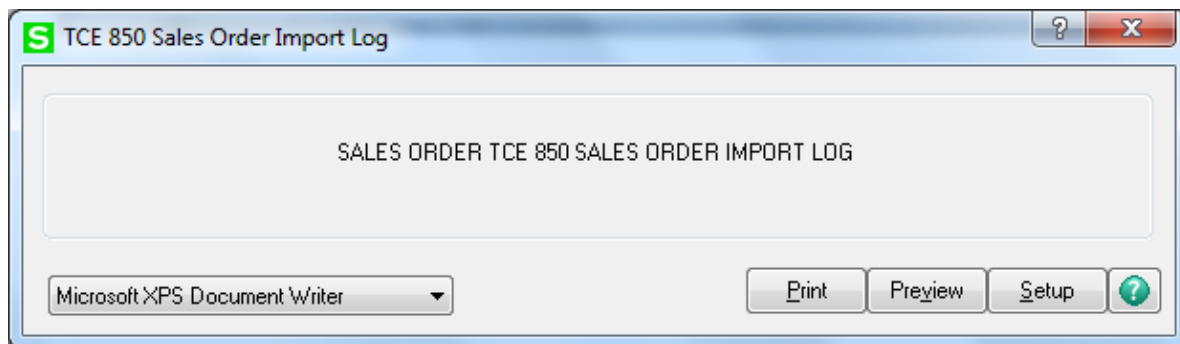 S TCE 850 Sales Order Import Log
? X
SALES ORDER TCE 850 SALES ORDER IMPORT LOG
Microsoft XPS Document Writer Print Preview Setup ?